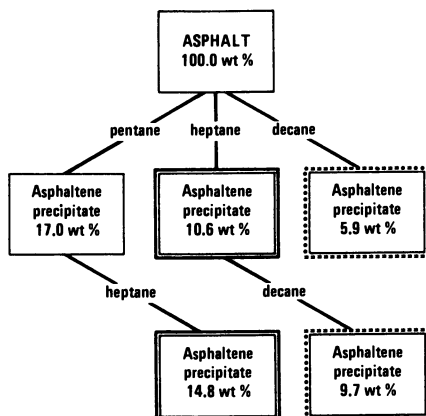 ASPHALT
100.0 wt %
pentane
heptane
decane
Asphaltene
precipitate
17.0 wt %
Asphaltene
precipitate
10.6 wt %
Asphaltene
precipitate
5.9 wt %
heptane
decane
Asphaltene
precipitate
14.8 wt %
Asphaltene
precipitate
9.7 wt %